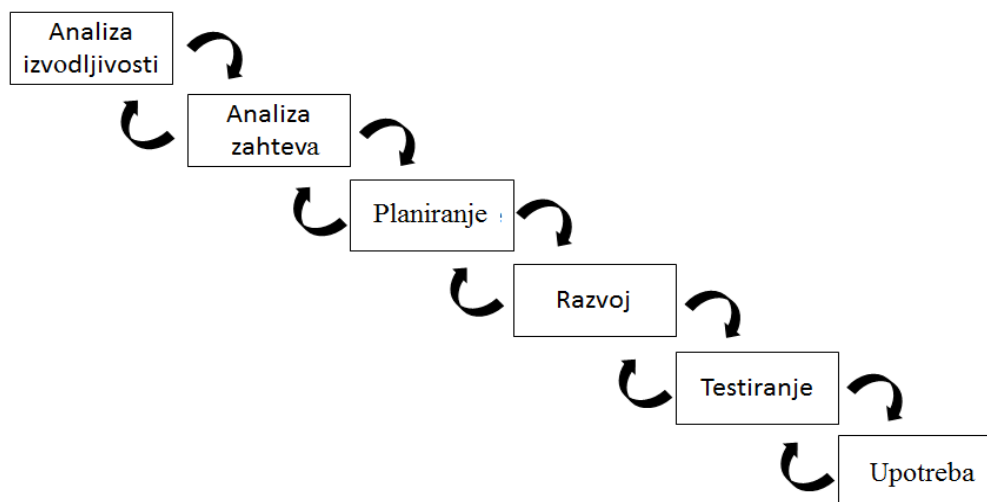 Analiza
izvodljivosti
Analiza
zahteva
Planiranje
Razvoj
Testiranje
Upotreba